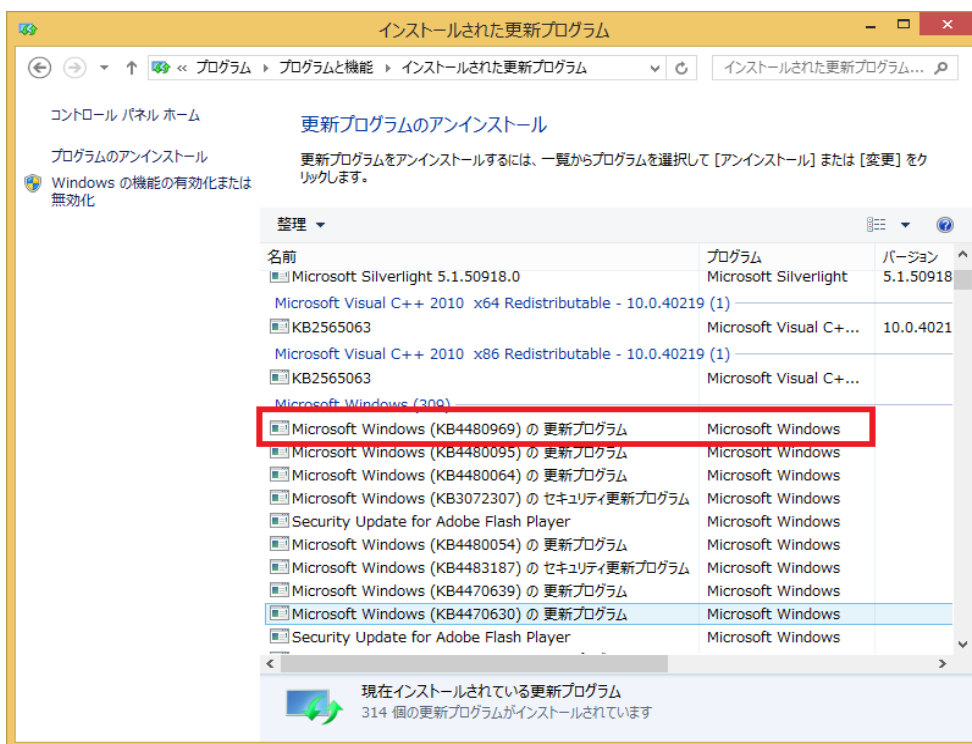 インストールされた更新プログラム
« プログラム ▸ プログラムと機能 ▸ インストールされた更新プログラム
インストールされた更新プログラム...
コントロール パネル ホーム
プログラムのアンインストール
Windows の機能の有効化または
無効化
更新プログラムのアンインストール
更新プログラムをアンインストールするには、一覧からプログラムを選択して [アンインストール] または [変更] をク
リックします。
整理
名前 プログラム バージョン
Microsoft Silverlight 5.1.50918.0 Microsoft Silverlight 5.1.50918
Microsoft Visual C++ 2010 x64 Redistributable - 10.0.40219 (1)
KB2565063 Microsoft Visual C+... 10.0.4021
Microsoft Visual C++ 2010 x86 Redistributable - 10.0.40219 (1)
KB2565063 Microsoft Visual C+...
Microsoft Windows (309)
Microsoft Windows (KB4480969) の 更新プログラム Microsoft Windows
Microsoft Windows (KB4480095) の 更新プログラム Microsoft Windows
Microsoft Windows (KB4480064) の 更新プログラム Microsoft Windows
Microsoft Windows (KB3072307) の セキュリティ更新プログラム Microsoft Windows
Security Update for Adobe Flash Player Microsoft Windows
Microsoft Windows (KB4480054) の 更新プログラム Microsoft Windows
Microsoft Windows (KB4483187) の セキュリティ更新プログラム Microsoft Windows
Microsoft Windows (KB4470639) の 更新プログラム Microsoft Windows
Microsoft Windows (KB4470630) の 更新プログラム Microsoft Windows
Security Update for Adobe Flash Player Microsoft Windows
現在インストールされている更新プログラム
314 個の更新プログラムがインストールされています